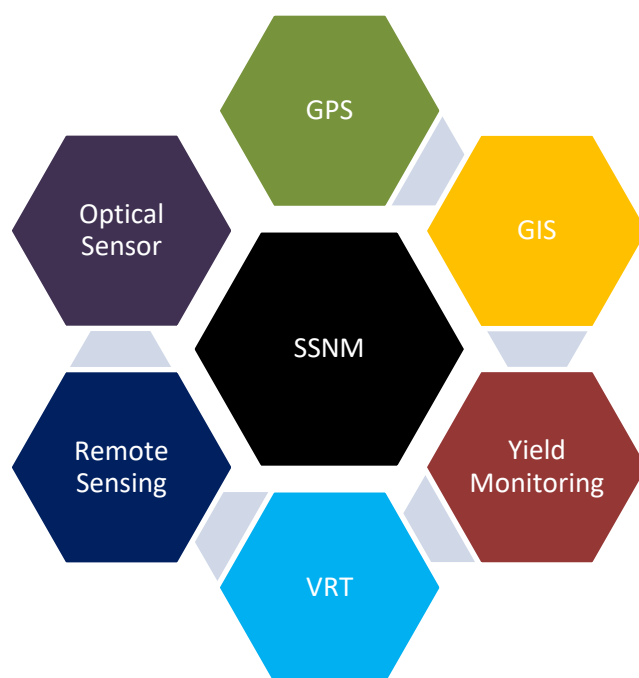 GPS
Optical
Sensor
GIS
SSNM
Remote
Sensing
Yield
Monitoring
VRT